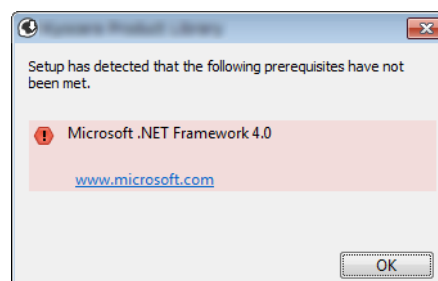 Setup has detected that the following prerequisites have not
been met.
Microsoft .NET Framework 4.0
www.microsoft.com
OK